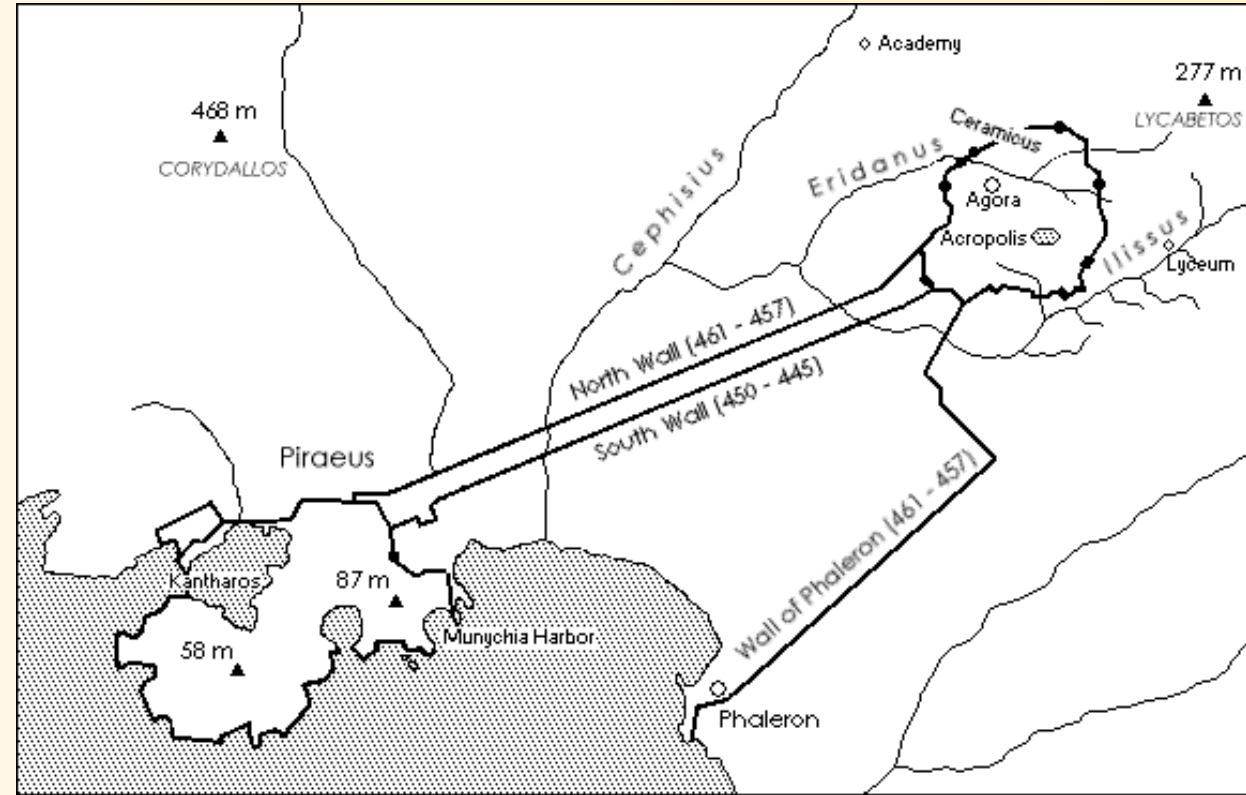 Academy
277 m
LYCABETOS
468 m
CORYDALLOS
Ceramicus
Eridanus
Agora
Acropolis
Cephisius
Ilissus
Lyceum
North Wall (461 - 457)
South Wall (450 - 445)
Piraeus
Wall of Phaleron (461 - 457)
Kantharos
87 m
Munychia Harbor
58 m
Phaleron